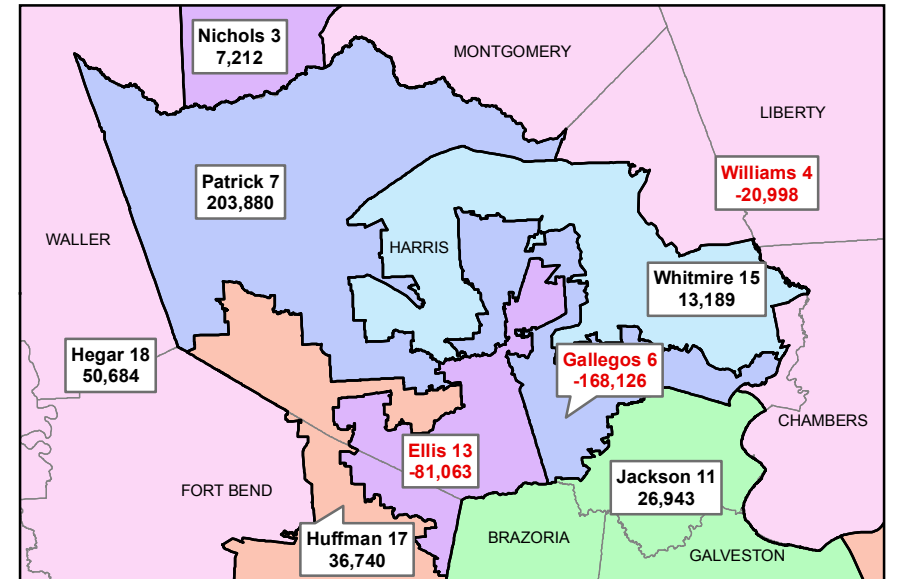 Nichols 3
7,212
MONTGOMERY
LIBERTY
Patrick 7
203,880
Williams 4
-20,998
WALLER
HARRIS
Whitmire 15
13,189
Hegar 18
50,684
Gallegos 6
-168,126
CHAMBERS
Ellis 13
-81,063
Jackson 11
26,943
FORT BEND
Huffman 17
36,740
BRAZORIA
GALVESTON